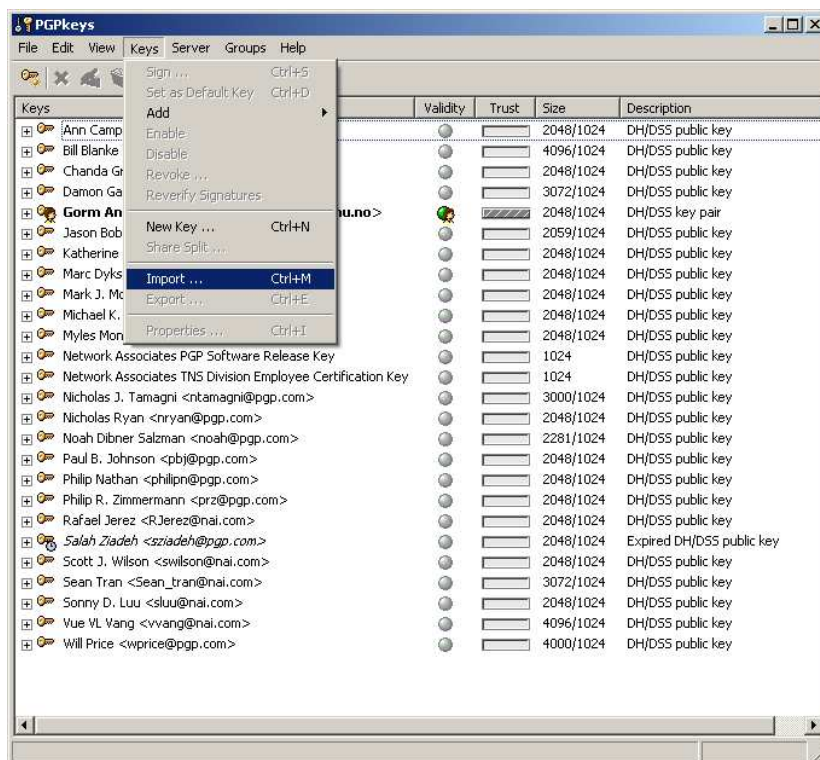 PGPkeys
File Edit View Keys Server Groups Help
Sign ... Ctrl+S
Set as Default Key Ctrl+D
Add
Enable
Disable
Revoke ...
Reverify Signatures
New Key ... Ctrl+N
Share Split ...
Import ... Ctrl+M
Export ... Ctrl+E
Properties ... Ctrl+I
Keys Validity Trust Size Description
Ann Camp 2048/1024 DH/DSS public key
Bill Blanke 4096/1024 DH/DSS public key
Chanda Gr 2048/1024 DH/DSS public key
Damon Ga 3072/1024 DH/DSS public key
Gorm An u.no> 2048/1024 DH/DSS key pair
Jason Bob 2059/1024 DH/DSS public key
Katherine 2048/1024 DH/DSS public key
Marc Dyks 2048/1024 DH/DSS public key
Mark J. Mc 2048/1024 DH/DSS public key
Michael K. 2048/1024 DH/DSS public key
Myles Mon 2048/1024 DH/DSS public key
Network Associates PGP Software Release Key 1024 DH/DSS public key
Network Associates TNS Division Employee Certification Key 1024 DH/DSS public key
Nicholas J. Tamagni <ntamagni@pgp.com> 3000/1024 DH/DSS public key
Nicholas Ryan <nryan@pgp.com> 2048/1024 DH/DSS public key
Noah Dibner Salzman <noah@pgp.com> 2281/1024 DH/DSS public key
Paul B. Johnson <pbj@pgp.com> 2048/1024 DH/DSS public key
Philip Nathan <philipn@pgp.com> 2048/1024 DH/DSS public key
Philip R. Zimmermann <prz@pgp.com> 2048/1024 DH/DSS public key
Rafael Jerez <RJerez@nai.com> 2048/1024 DH/DSS public key
Salah Ziadeh <sziadeh@pgp.com> 2048/1024 Expired DH/DSS public key
Scott J. Wilson <swilson@nai.com> 2048/1024 DH/DSS public key
Sean Tran <Sean_tran@nai.com> 3072/1024 DH/DSS public key
Sonny D. Luu <sluu@nai.com> 2048/1024 DH/DSS public key
Vue VL Vang <vvang@nai.com> 4096/1024 DH/DSS public key
Will Price <wprice@pgp.com> 4000/1024 DH/DSS public key